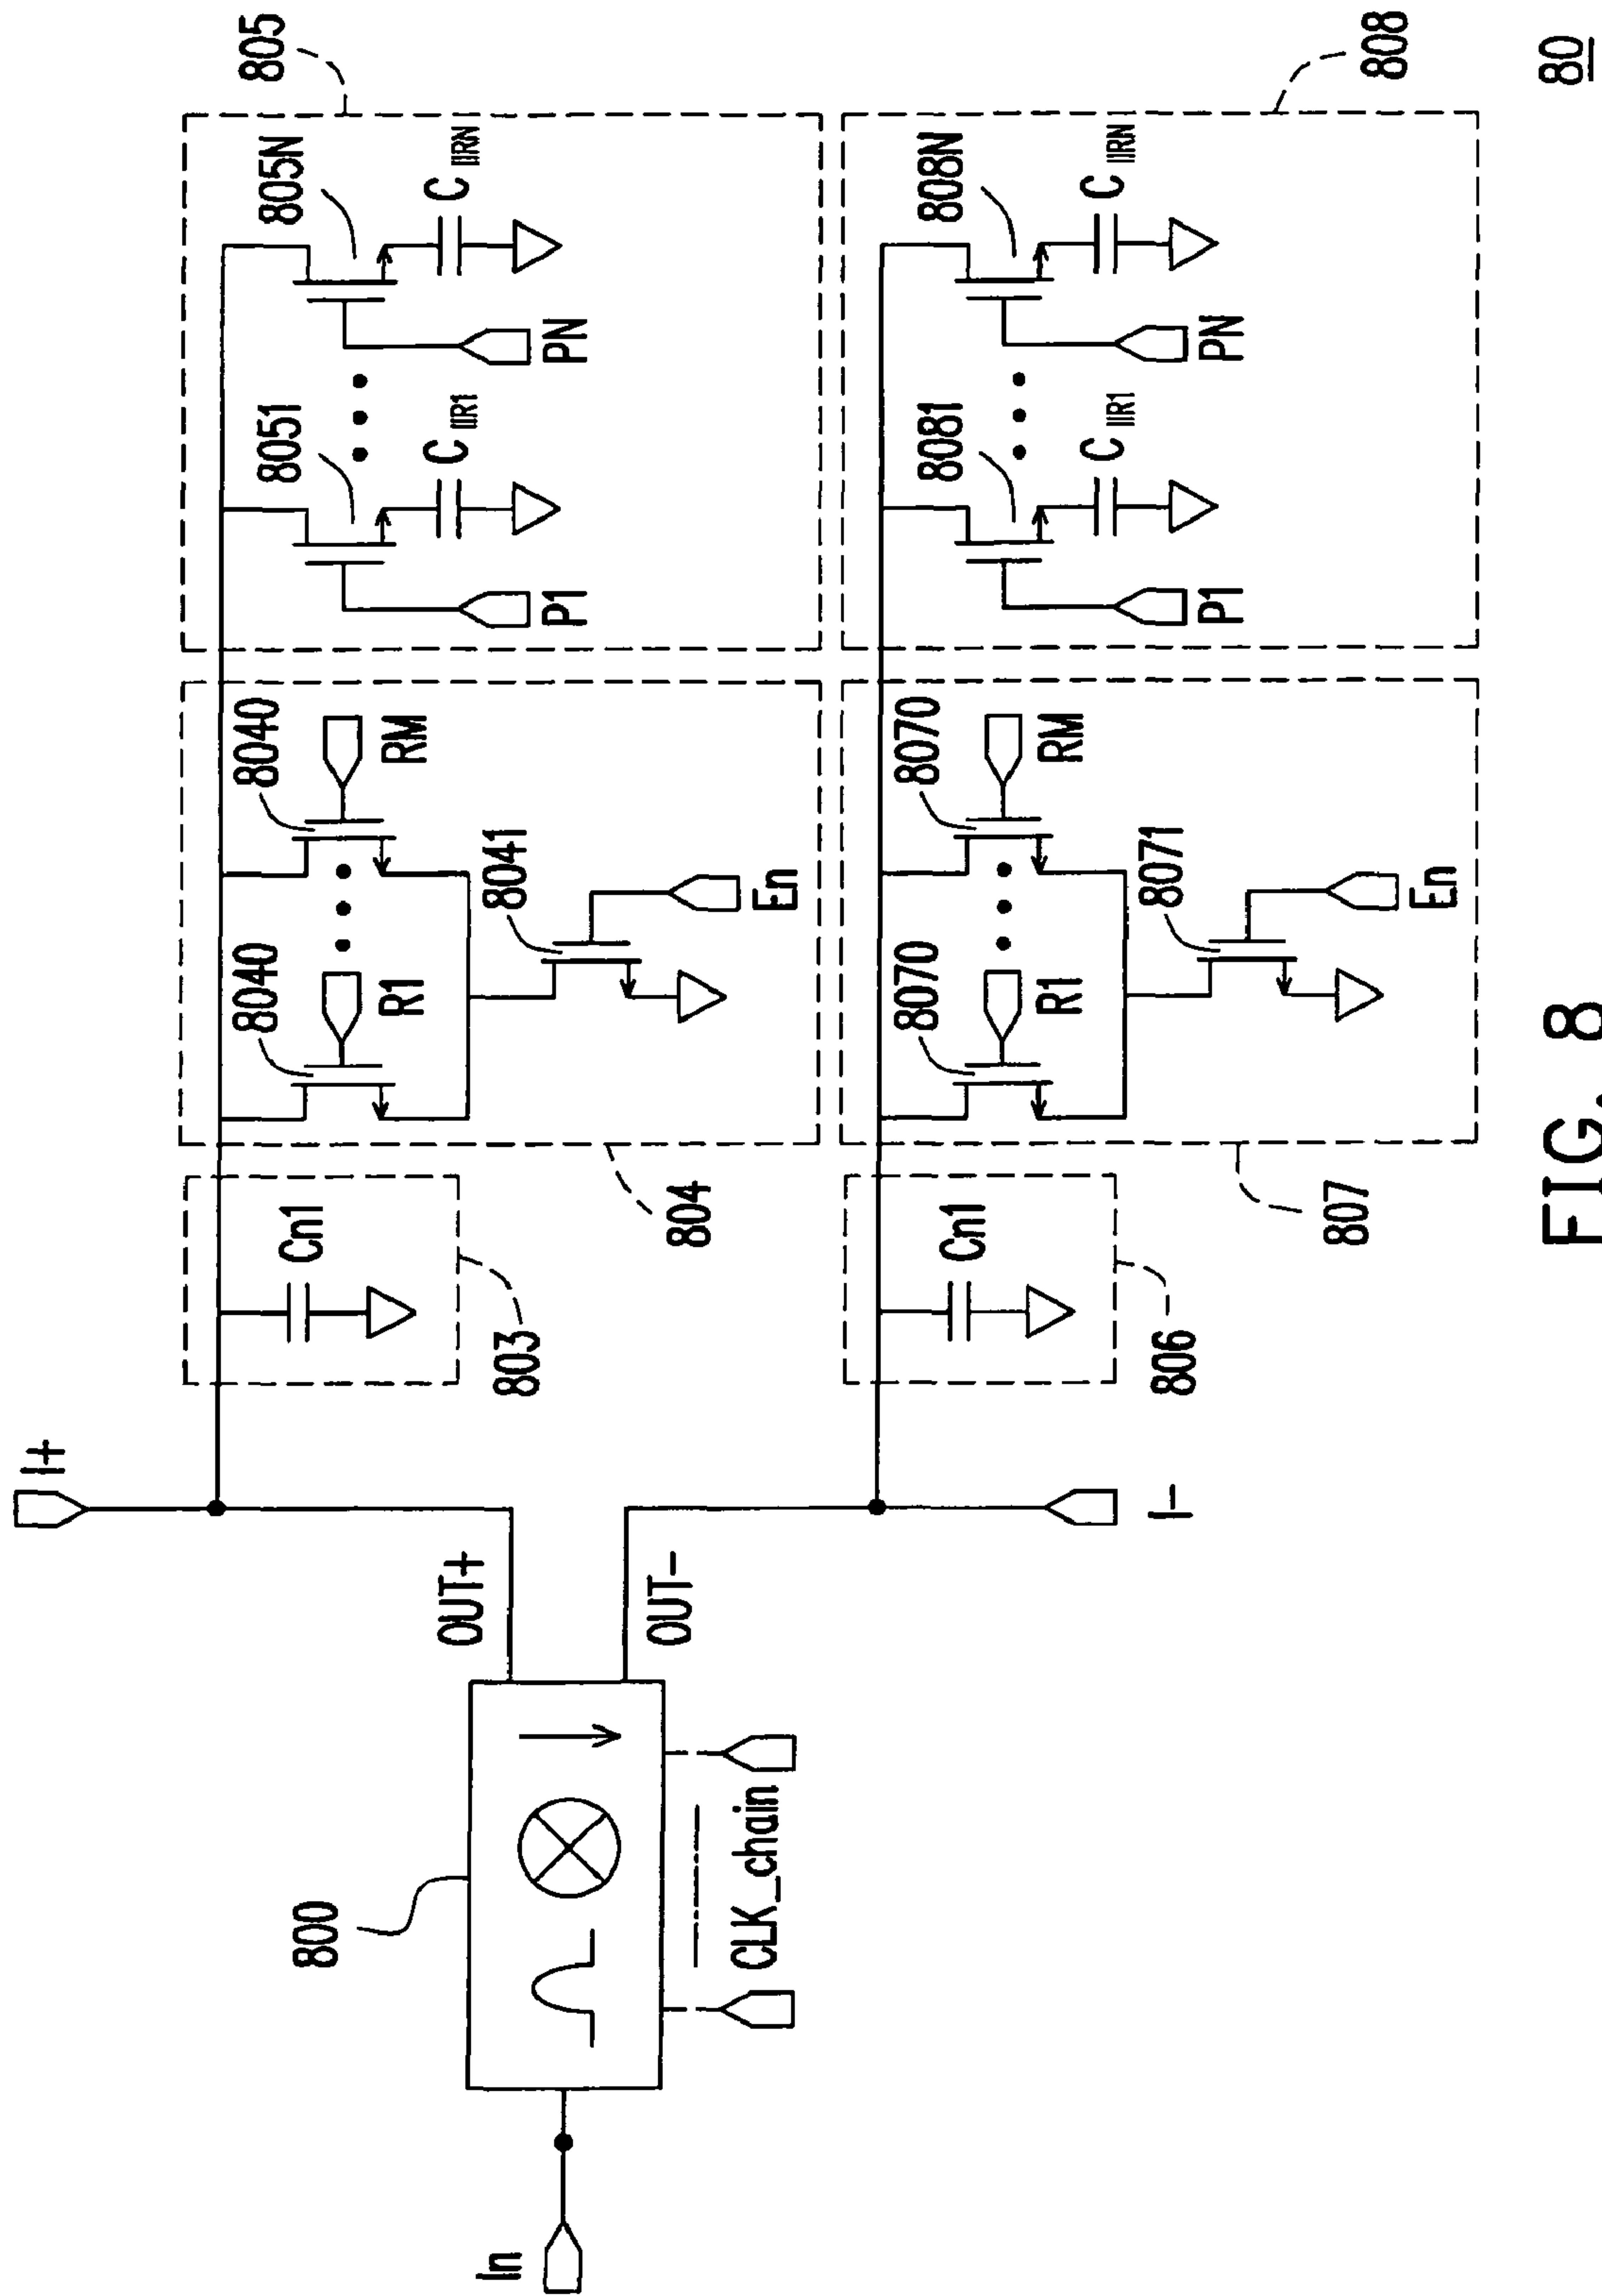 I+
805
8040
8040
8051
805N
Cn1
R1
RM
8041
C IIR1
C IIRN
P1
PN
En
803
804
800
OUT+
In
OUT-
CLK_chain
8070
8070
8081
808N
Cn1
R1
RM
8071
C IIR1
C IIRN
P1
PN
En
I-
806
807
808
FIG. 8
80